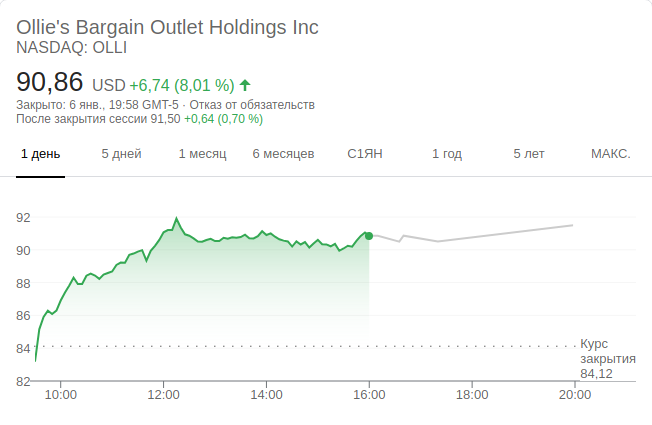 Ollie's Bargain Outlet Holdings Inc
NASDAQ: OLLI
90,86 USD +6,74 (8,01 %)
Закрыто: 6 янв., 19:58 GMT-5 · Отказ от обязательств
После закрытия сессии 91,50 +0,64 (0,70 %)
1 день 5 дней 1 месяц 6 месяцев С1ЯН 1 год 5 лет МАКС.
92
90
88
86
84
82
Курс
закрытия
84,12
10:00 12:00 14:00 16:00 18:00 20:00